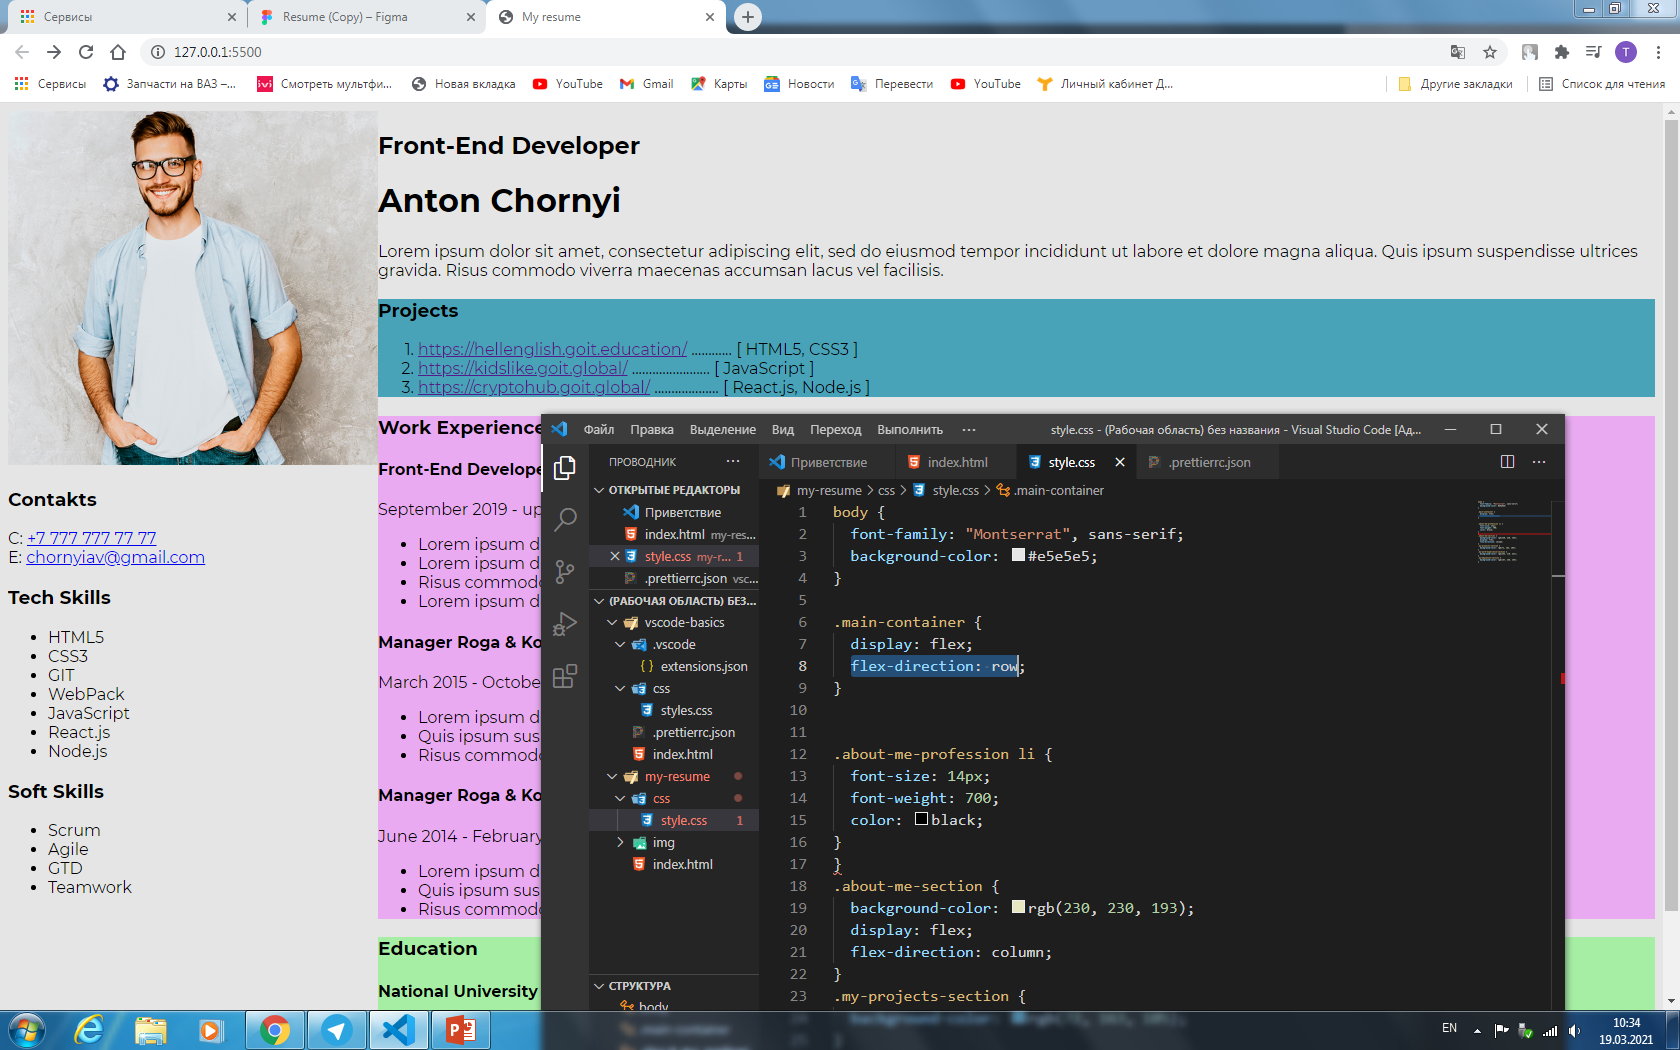 Сервисы
Resume (Copy) – Figma
My resume
127.0.0.1:5500
T
Сервисы
Запчасти на ВАЗ –...
ivi
Смотреть мультфи...
Новая вкладка
YouTube
Gmail
Карты
Новости
Перевести
YouTube
Личный кабинет Д...
Другие закладки
Список для чтения
Front-End Developer
Anton Chornyi
Lorem ipsum dolor sit amet, consectetur adipiscing elit, sed do eiusmod tempor incididunt ut labore et dolore magna aliqua. Quis ipsum suspendisse ultrices
gravida. Risus commodo viverra maecenas accumsan lacus vel facilisis.
Projects
1. https://hellenglish.goit.education/ ............ [ HTML5, CSS3 ]
2. https://kidslike.goit.global/ ....................... [ JavaScript ]
3. https://cryptohub.goit.global/ ................... [ React.js, Node.js ]
Work Experience
Front-End Develope
September 2019 - up
Lorem ipsum d
Lorem ipsum d
Risus commodo
Lorem ipsum d
Manager Roga & Ko
March 2015 - Octobe
Lorem ipsum d
Quis ipsum sus
Risus commodo
Manager Roga & Ko
June 2014 - February
Lorem ipsum d
Quis ipsum sus
Risus commodo
Education
National University
Contakts
C: +7 777 777 77 77
E: chornyiav@gmail.com
Tech Skills
HTML5
CSS3
GIT
WebPack
JavaScript
React.js
Node.js
Soft Skills
Scrum
Agile
GTD
Teamwork
Файл Правка Выделение Вид Переход Выполнить ···
style.css - (Рабочая область) без названия - Visual Studio Code [Ад...
ПРОВОДНИК ···
ОТКРЫТЫЕ РЕДАКТОРЫ
Приветствие
index.html my-res...
style.css my-r... 1
.prettierrc.json vsc...
(РАБОЧАЯ ОБЛАСТЬ) БЕЗ...
vscode-basics
.vscode
{ } extensions.json
css
styles.css
.prettierrc.json
index.html
my-resume
css
style.css 1
img
index.html
СТРУКТУРА
body
Приветствие
index.html
style.css
.prettierrc.json
my-resume > css > style.css > .main-container
1 body {
2 font-family: "Montserrat", sans-serif;
3 background-color: #e5e5e5;
4 }
5
6 .main-container {
7 display: flex;
8 flex-direction: row;
9 }
10
11
12 .about-me-profession li {
13 font-size: 14px;
14 font-weight: 700;
15 color: black;
16 }
17 }
18 .about-me-section {
19 background-color: rgb(230, 230, 193);
20 display: flex;
21 flex-direction: column;
22 }
23 .my-projects-section {
EN
10:34
19.03.2021